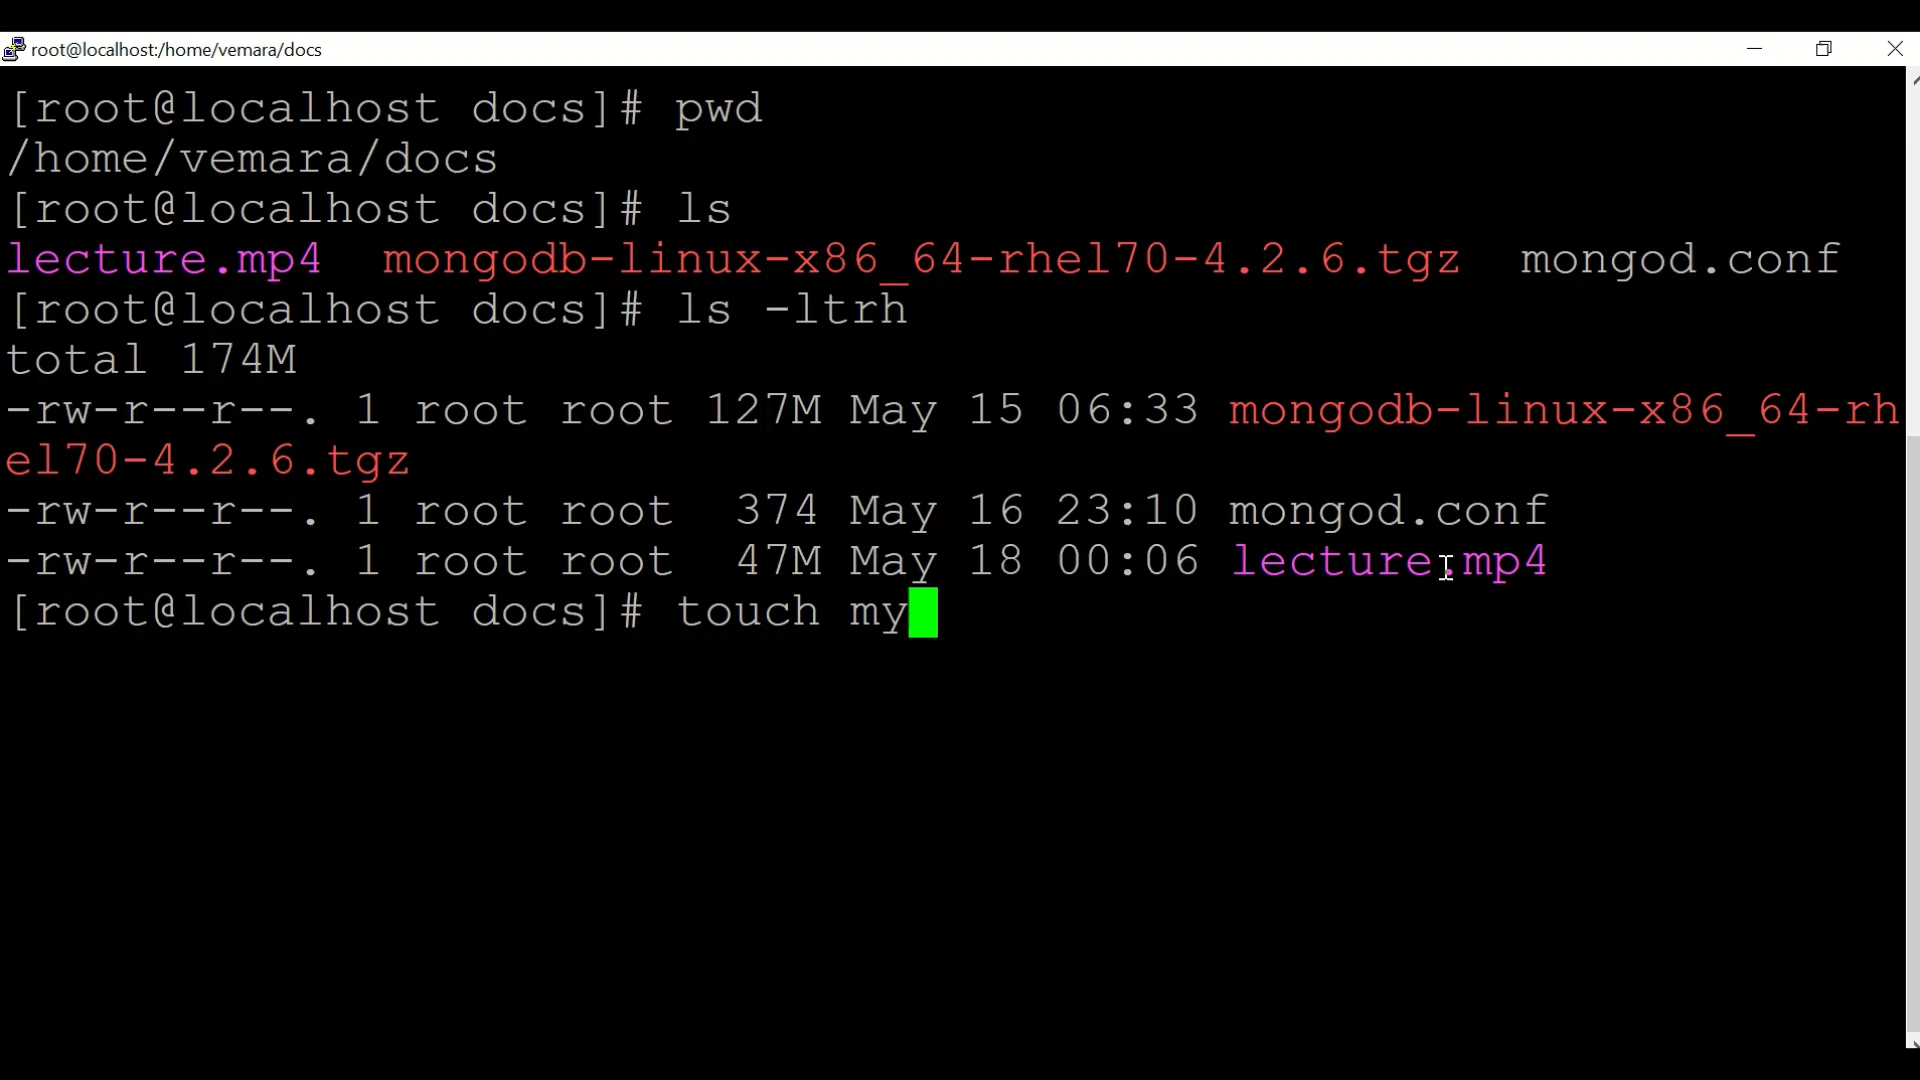 root@localhost:/home/vemara/docs
[root@localhost docs]# pwd
/home/vemara/docs
[root@localhost docs]# ls
lecture.mp4  mongodb-linux-x86_64-rhel70-4.2.6.tgz  mongod.conf
[root@localhost docs]# ls -ltrh
total 174M
-rw-r--r--. 1 root root 127M May 15 06:33 mongodb-linux-x86_64-rh
el70-4.2.6.tgz
-rw-r--r--. 1 root root  374 May 16 23:10 mongod.conf
-rw-r--r--. 1 root root  47M May 18 00:06 lecture.mp4
[root@localhost docs]# touch my